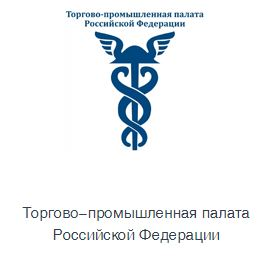 Торгово-промышленная палата
Российской Федерации
Торгово–промышленная палата
Российской Федерации